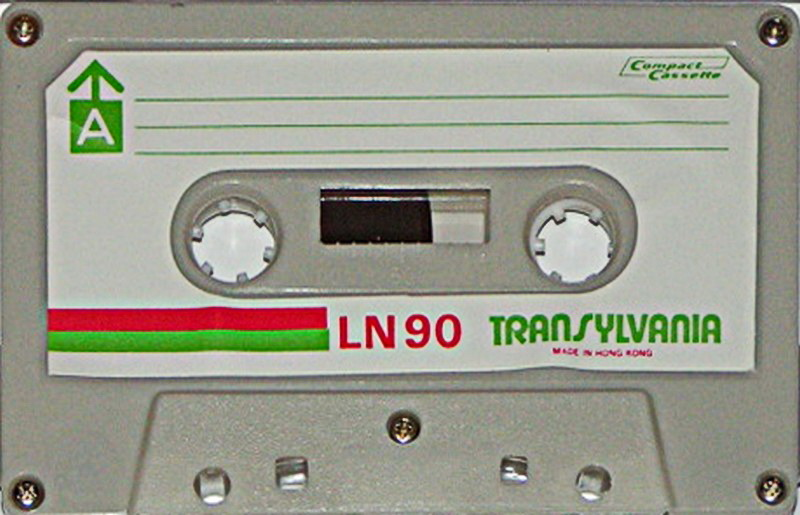 Compact
Cassette
A
LN90 TRANSYLVANIA
MADE IN HONG KONG